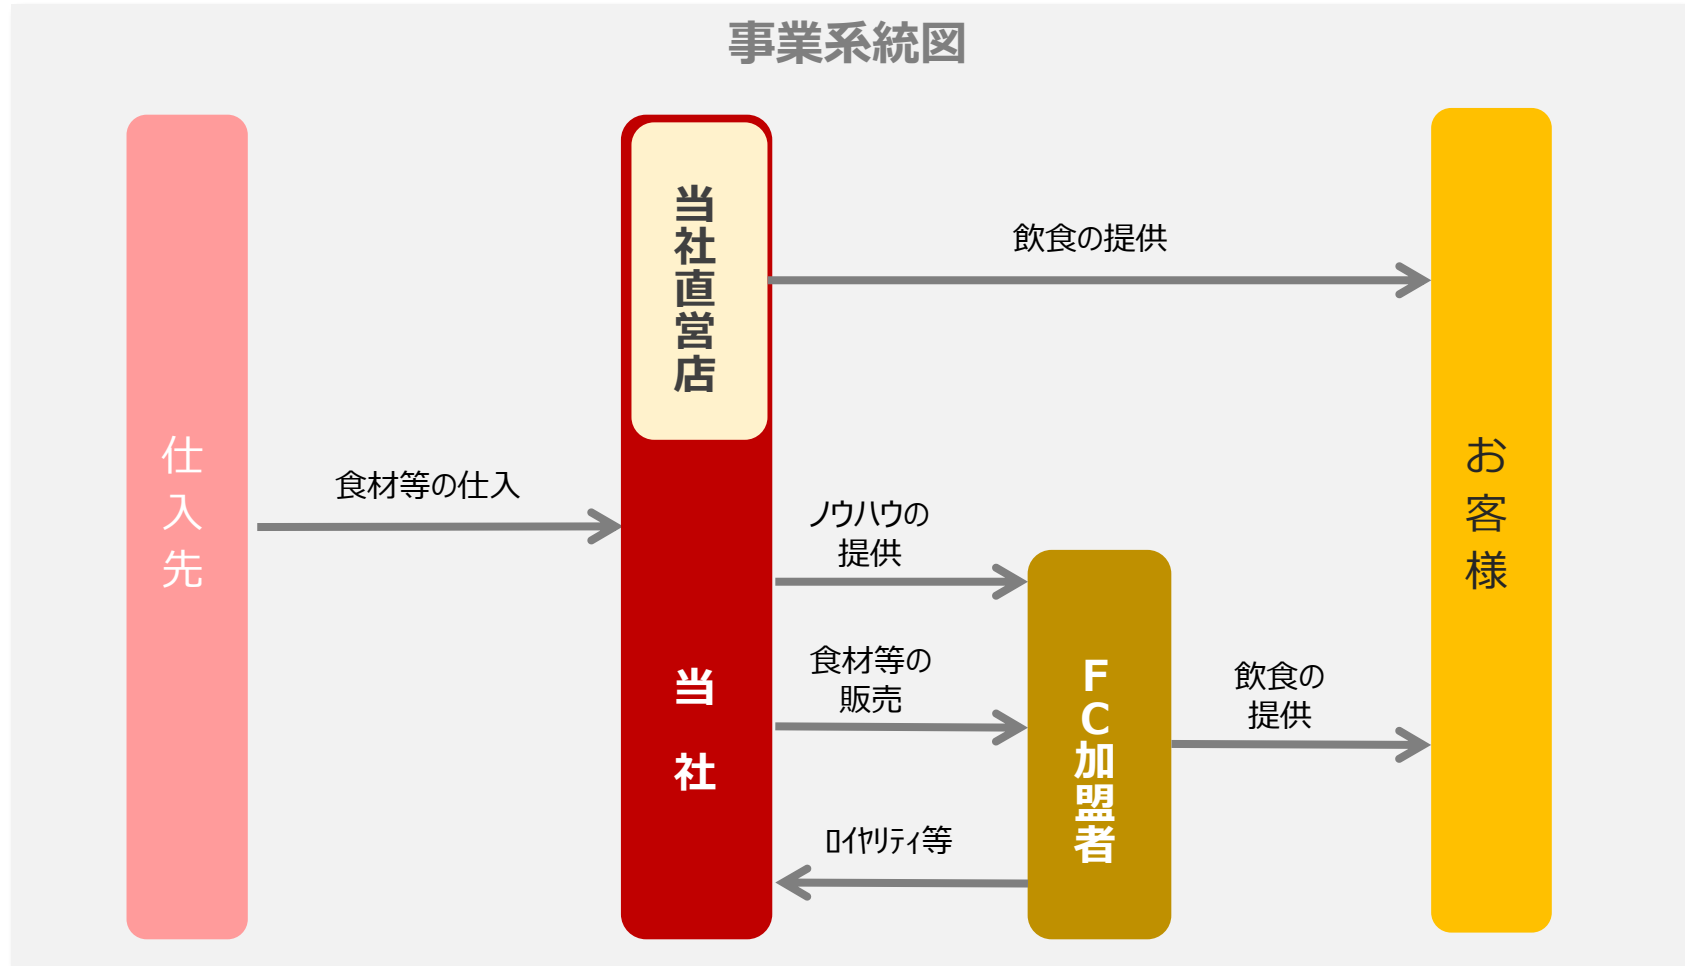 事業系統図
仕入先
食材等の仕入
当社直営店
当社
飲食の提供
ノウハウの
提供
食材等の
販売
ﾛｲﾔﾘﾃｨ等
FC加盟者
飲食の
提供
お客様